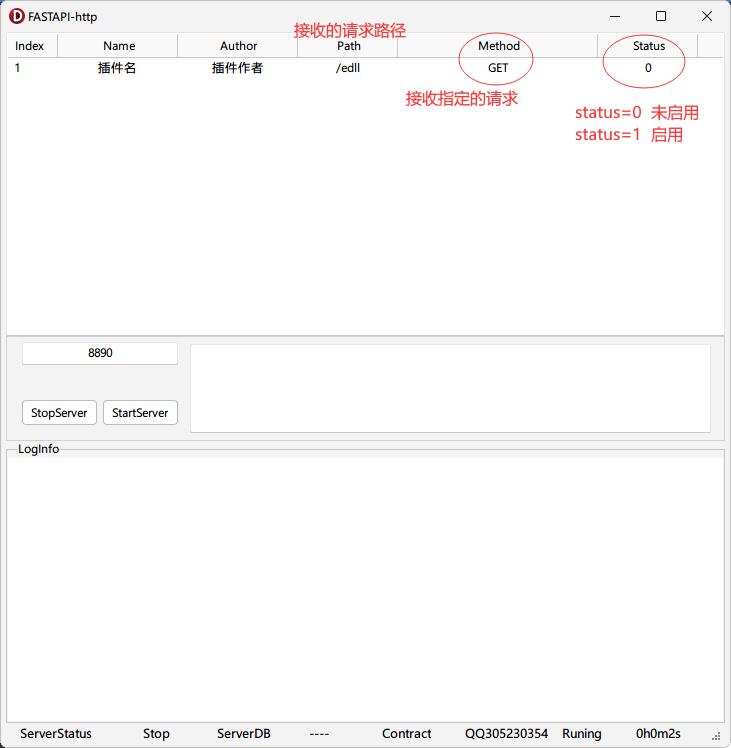 FASTAPI-http
接收的请求路径
Index Name Author Path Method Status
1 插件名 插件作者 /edll GET 0
接收指定的请求
status=0 未启用
status=1 启用
8890
StopServer StartServer
LogInfo
ServerStatus Stop ServerDB ---- Contract QQ305230354 Runing 0h0m2s